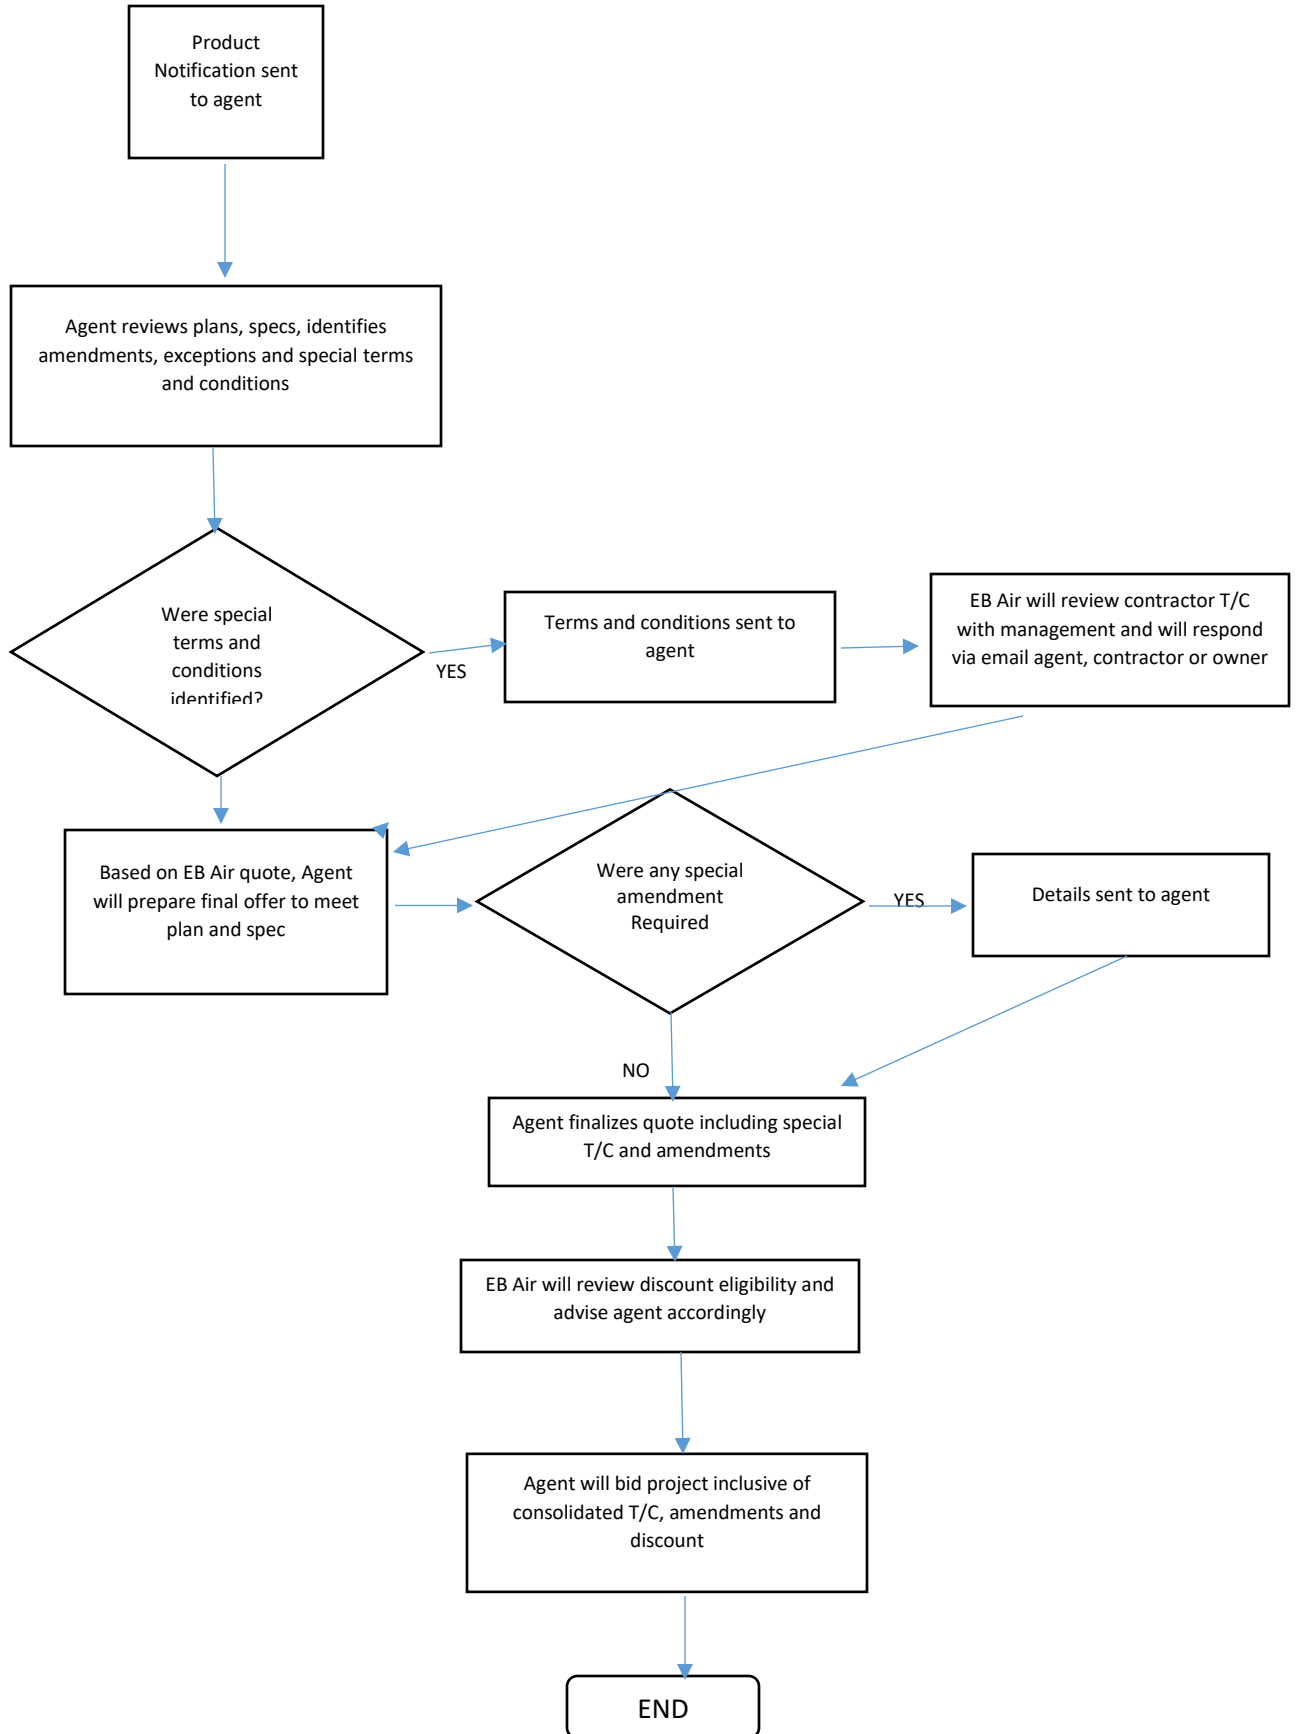 Product
Notification sent
to agent
Agent reviews plans, specs, identifies
amendments, exceptions and special terms
and conditions
Were special
terms and
conditions
identified?
YES
Terms and conditions sent to
agent
EB Air will review contractor T/C
with management and will respond
via email agent, contractor or owner
Based on EB Air quote, Agent
will prepare final offer to meet
plan and spec
Were any special
amendment
Required
YES
Details sent to agent
NO
Agent finalizes quote including special
T/C and amendments
EB Air will review discount eligibility and
advise agent accordingly
Agent will bid project inclusive of
consolidated T/C, amendments and
discount
END